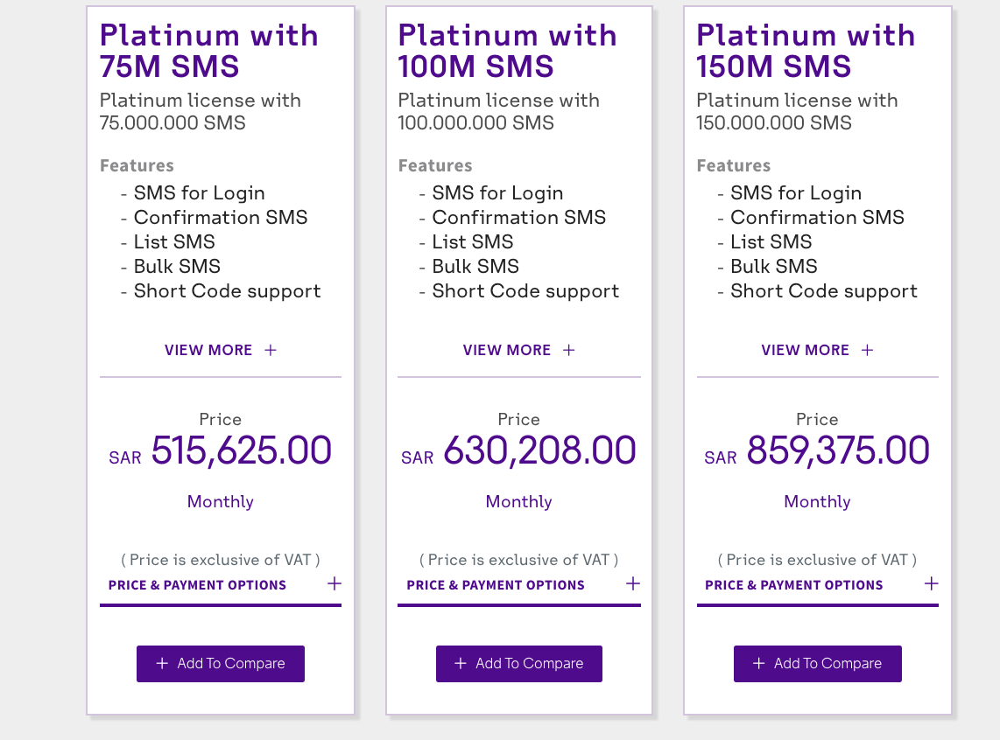 Platinum with
75M SMS
Platinum license with
75.000.000 SMS
Features
- SMS for Login
- Confirmation SMS
- List SMS
- Bulk SMS
- Short Code support
VIEW MORE +
Price
SAR 515,625.00
Monthly
( Price is exclusive of VAT )
PRICE & PAYMENT OPTIONS +
+ Add To Compare
Platinum with
100M SMS
Platinum license with
100.000.000 SMS
Features
- SMS for Login
- Confirmation SMS
- List SMS
- Bulk SMS
- Short Code support
VIEW MORE +
Price
SAR 630,208.00
Monthly
( Price is exclusive of VAT )
PRICE & PAYMENT OPTIONS +
+ Add To Compare
Platinum with
150M SMS
Platinum license with
150.000.000 SMS
Features
- SMS for Login
- Confirmation SMS
- List SMS
- Bulk SMS
- Short Code support
VIEW MORE +
Price
SAR 859,375.00
Monthly
( Price is exclusive of VAT )
PRICE & PAYMENT OPTIONS +
+ Add To Compare